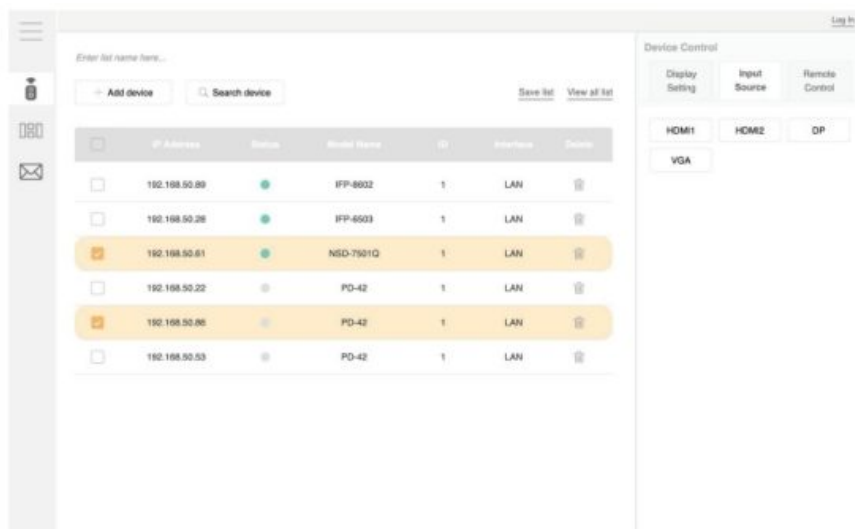 Log In
Enter list name here...
Device Control
Add device
Search device
Save list
View all list
Display Setting
Input Source
Remote Control
HDMI1 HDMI2 DP
VGA
IP Address Status Model Name ID Interface Delete
192.168.50.89 IFP-8602 1 LAN
192.168.50.28 IFP-6503 1 LAN
192.168.50.61 NSD-7501Q 1 LAN
192.168.50.22 PD-42 1 LAN
192.168.50.86 PD-42 1 LAN
192.168.50.53 PD-42 1 LAN